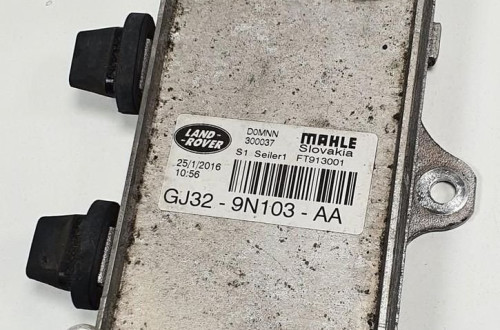 LAND-
ROVER
D0MNN
300037
MAHLE
Slovakia
S1 Seiler1 FT913001
25/1/2016
10:56
GJ32 - 9N103 - AA